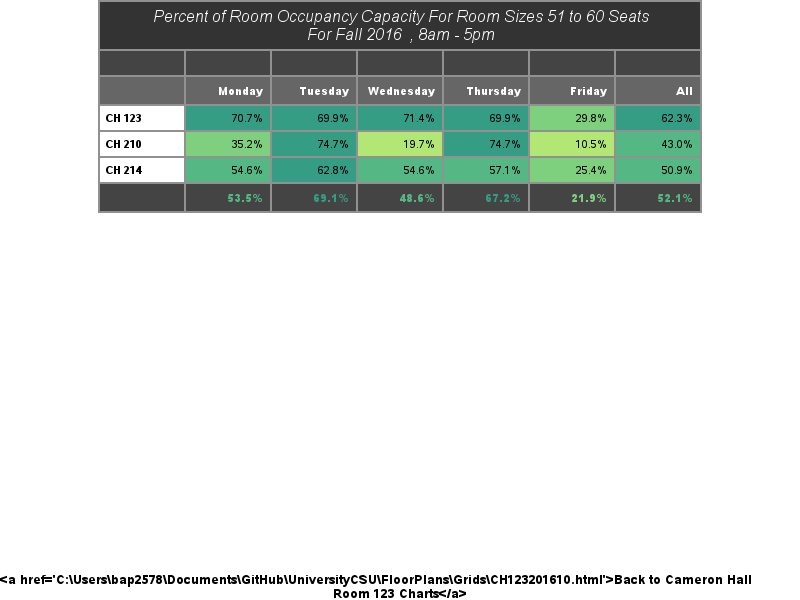 Percent of Room Occupancy Capacity For Room Sizes 51 to 60 Seats
For Fall 2016 , 8am - 5pm
Monday Tuesday Wednesday Thursday Friday All
CH 123 70.7% 69.9% 71.4% 69.9% 29.8% 62.3%
CH 210 35.2% 74.7% 19.7% 74.7% 10.5% 43.0%
CH 214 54.6% 62.8% 54.6% 57.1% 25.4% 50.9%
53.5% 69.1% 48.6% 67.2% 21.9% 52.1%
<a href='C:\Users\bap2578\Documents\GitHub\UniversityCSU\FloorPlans\Grids\CH123201610.html'>Back to Cameron Hall
Room 123 Charts</a>